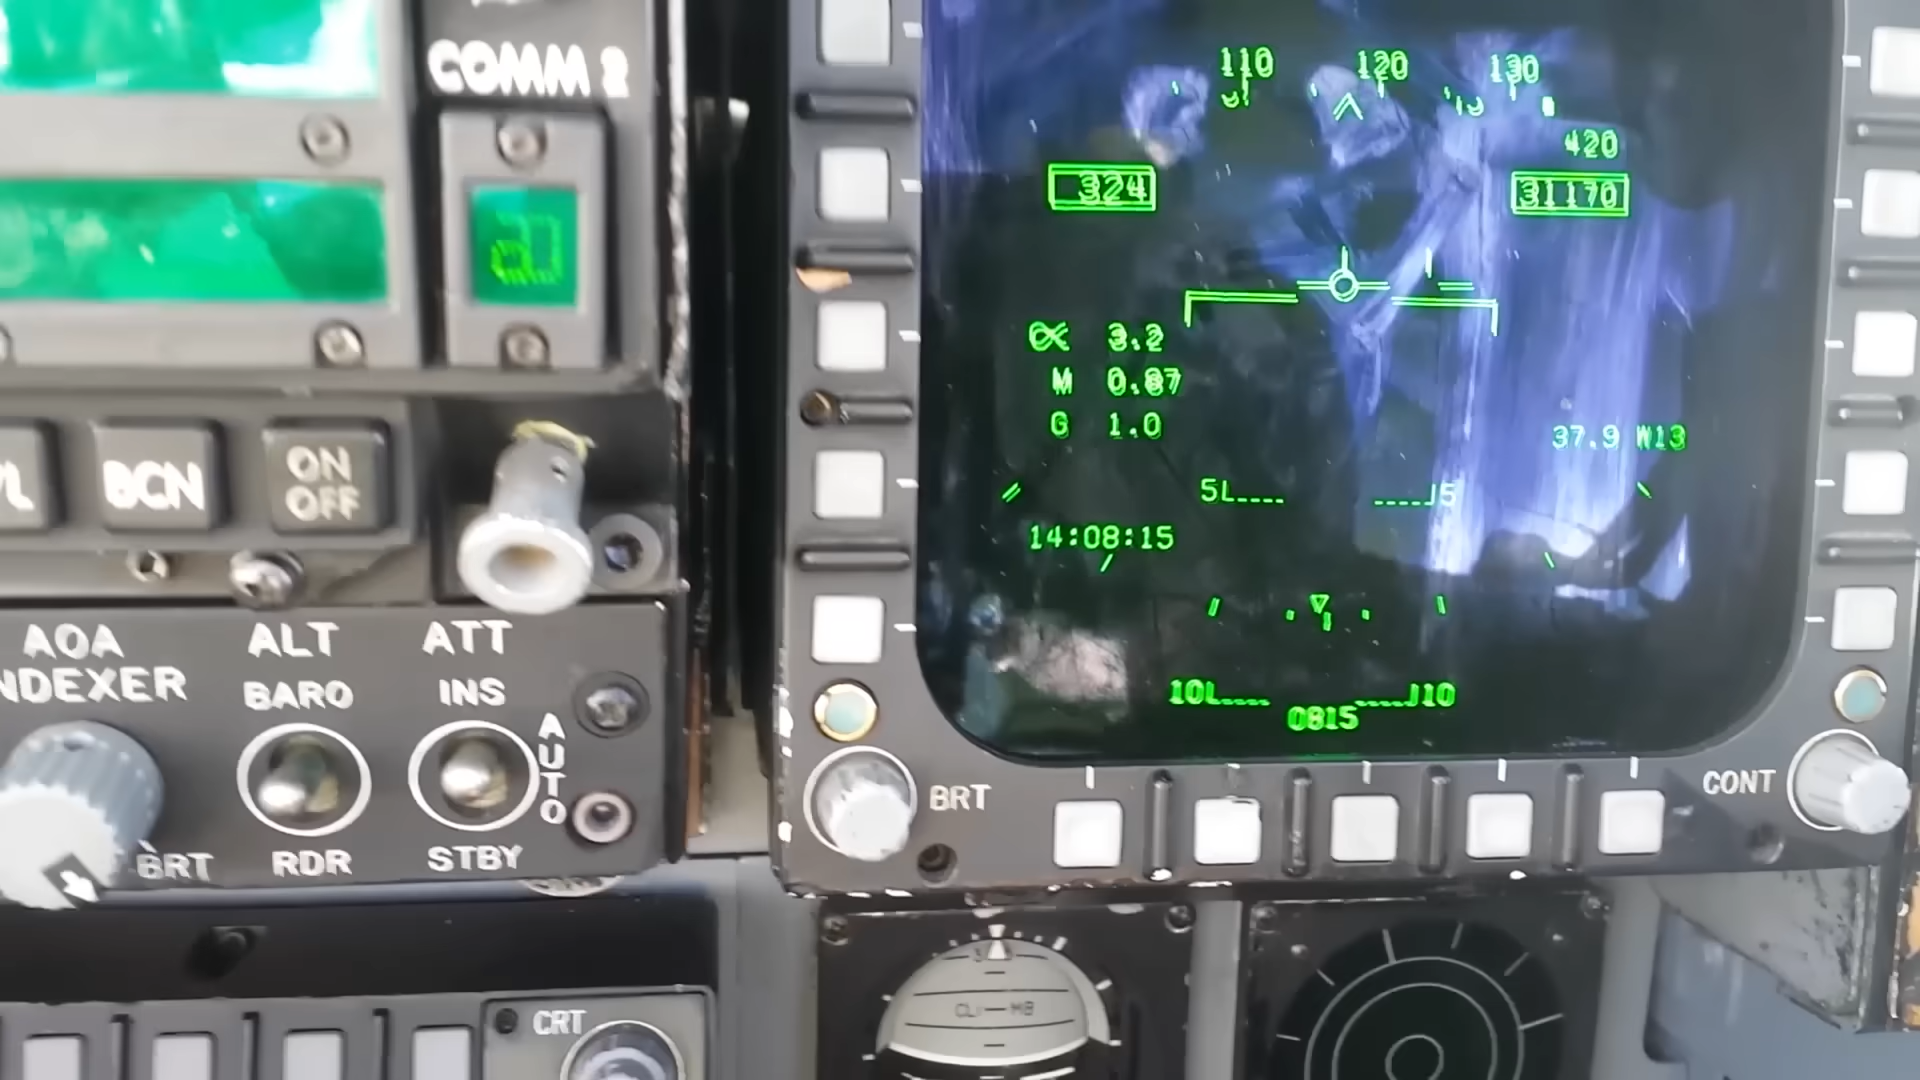 COMM 2
BCN
ON
OFF
AOA
NDEXER
BRT
ALT
BARO
RDR
ATT
INS
STBY
AUTO
CRT
110 120 130
420
324
31170
α 3.2
M 0.87
G 1.0
37.9 W13
5 5
14:08:15
10 10
0815
BRT
CONT